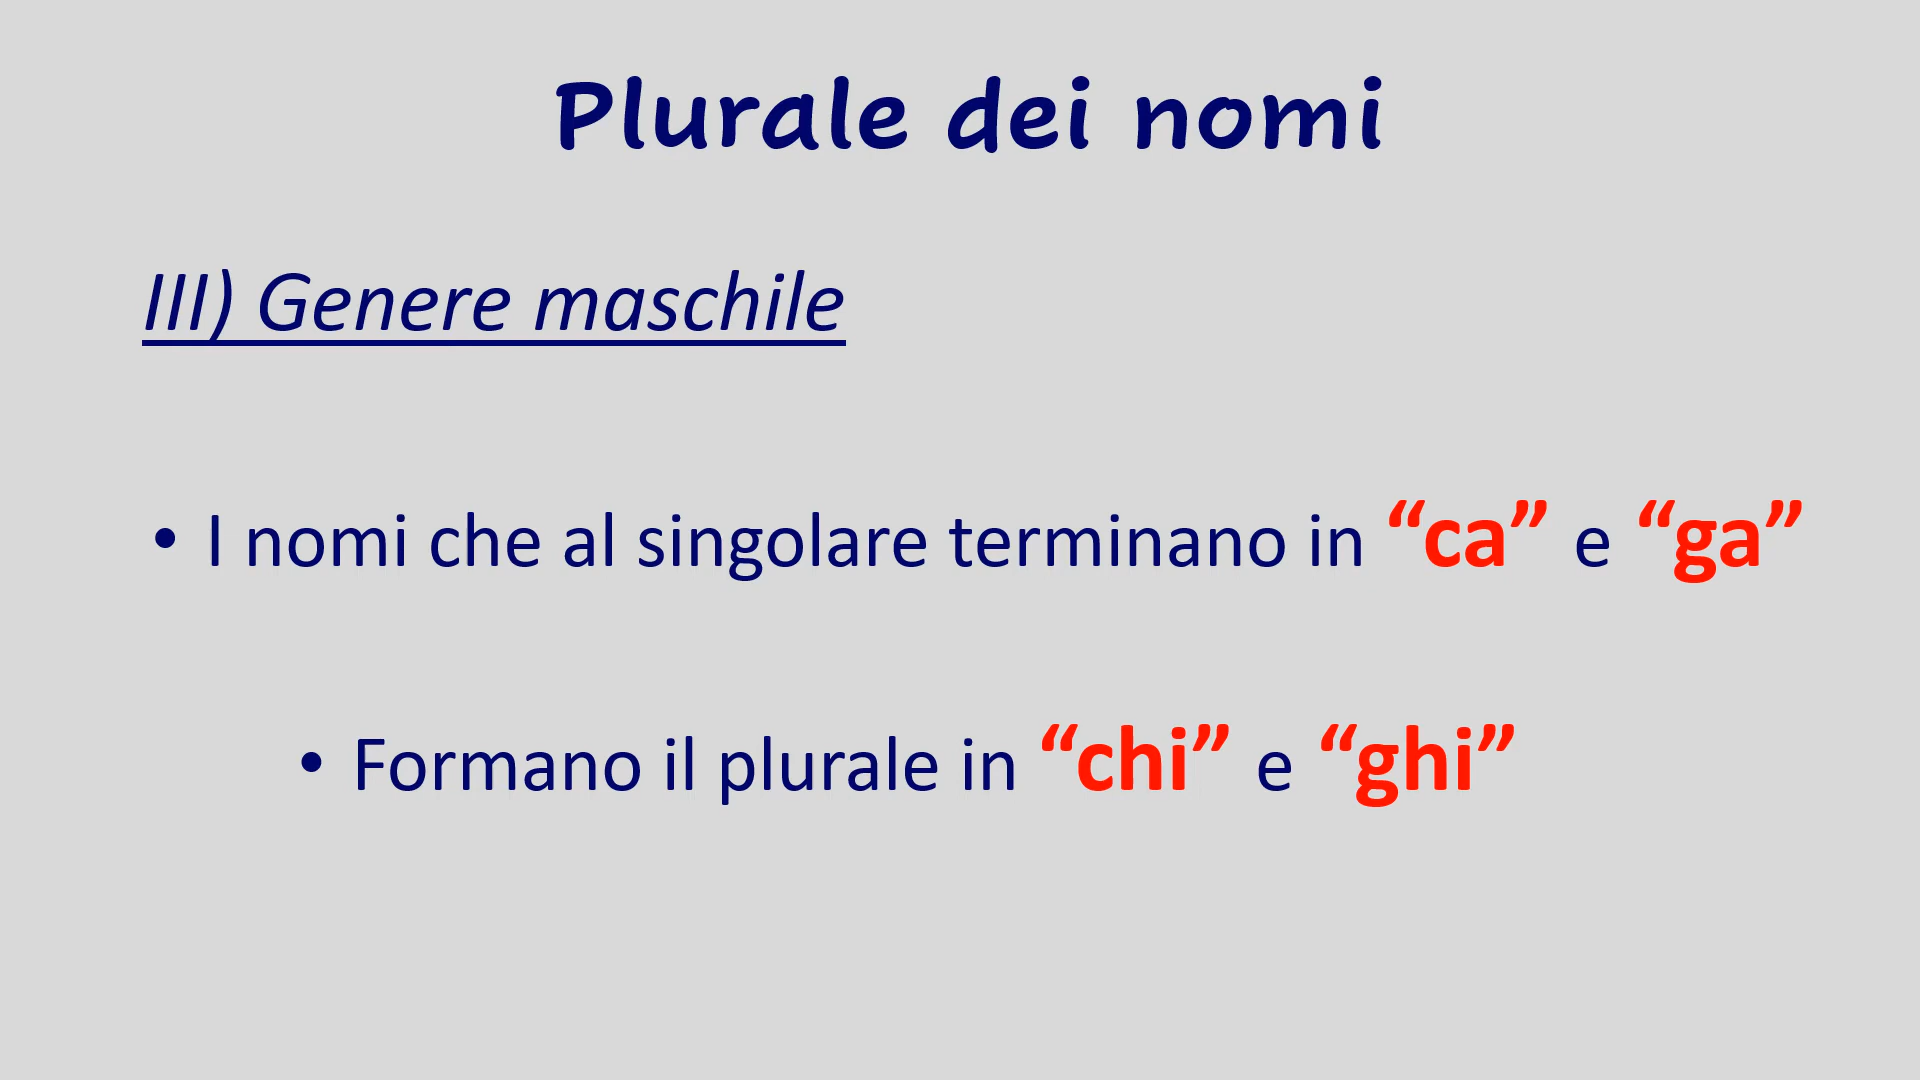 Plurale dei nomi
III) Genere maschile
• I nomi che al singolare terminano in “ca” e “ga”
• Formano il plurale in “chi” e “ghi”